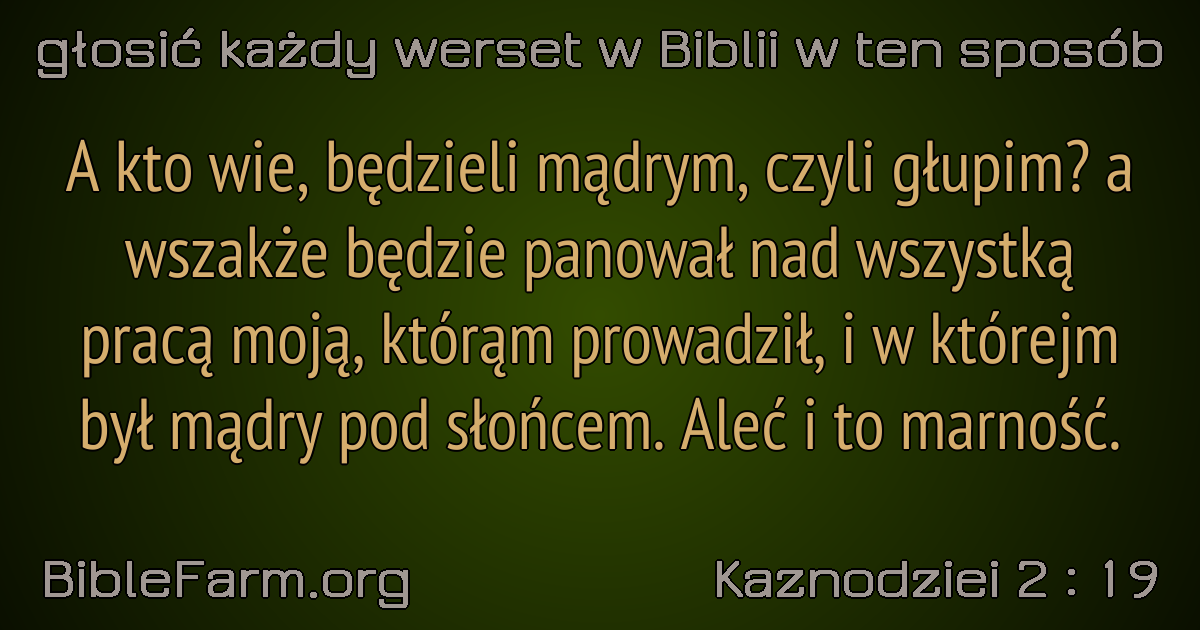 głosić każdy werset w Biblii w ten sposób
A kto wie, będzieli mądrym, czyli głupim? a
wszakże będzie panował nad wszystką
pracą moją, którąm prowadził, i w którejm
był mądry pod słońcem. Aleć i to marność.
BibleFarm.org
Kaznodziei 2 : 19